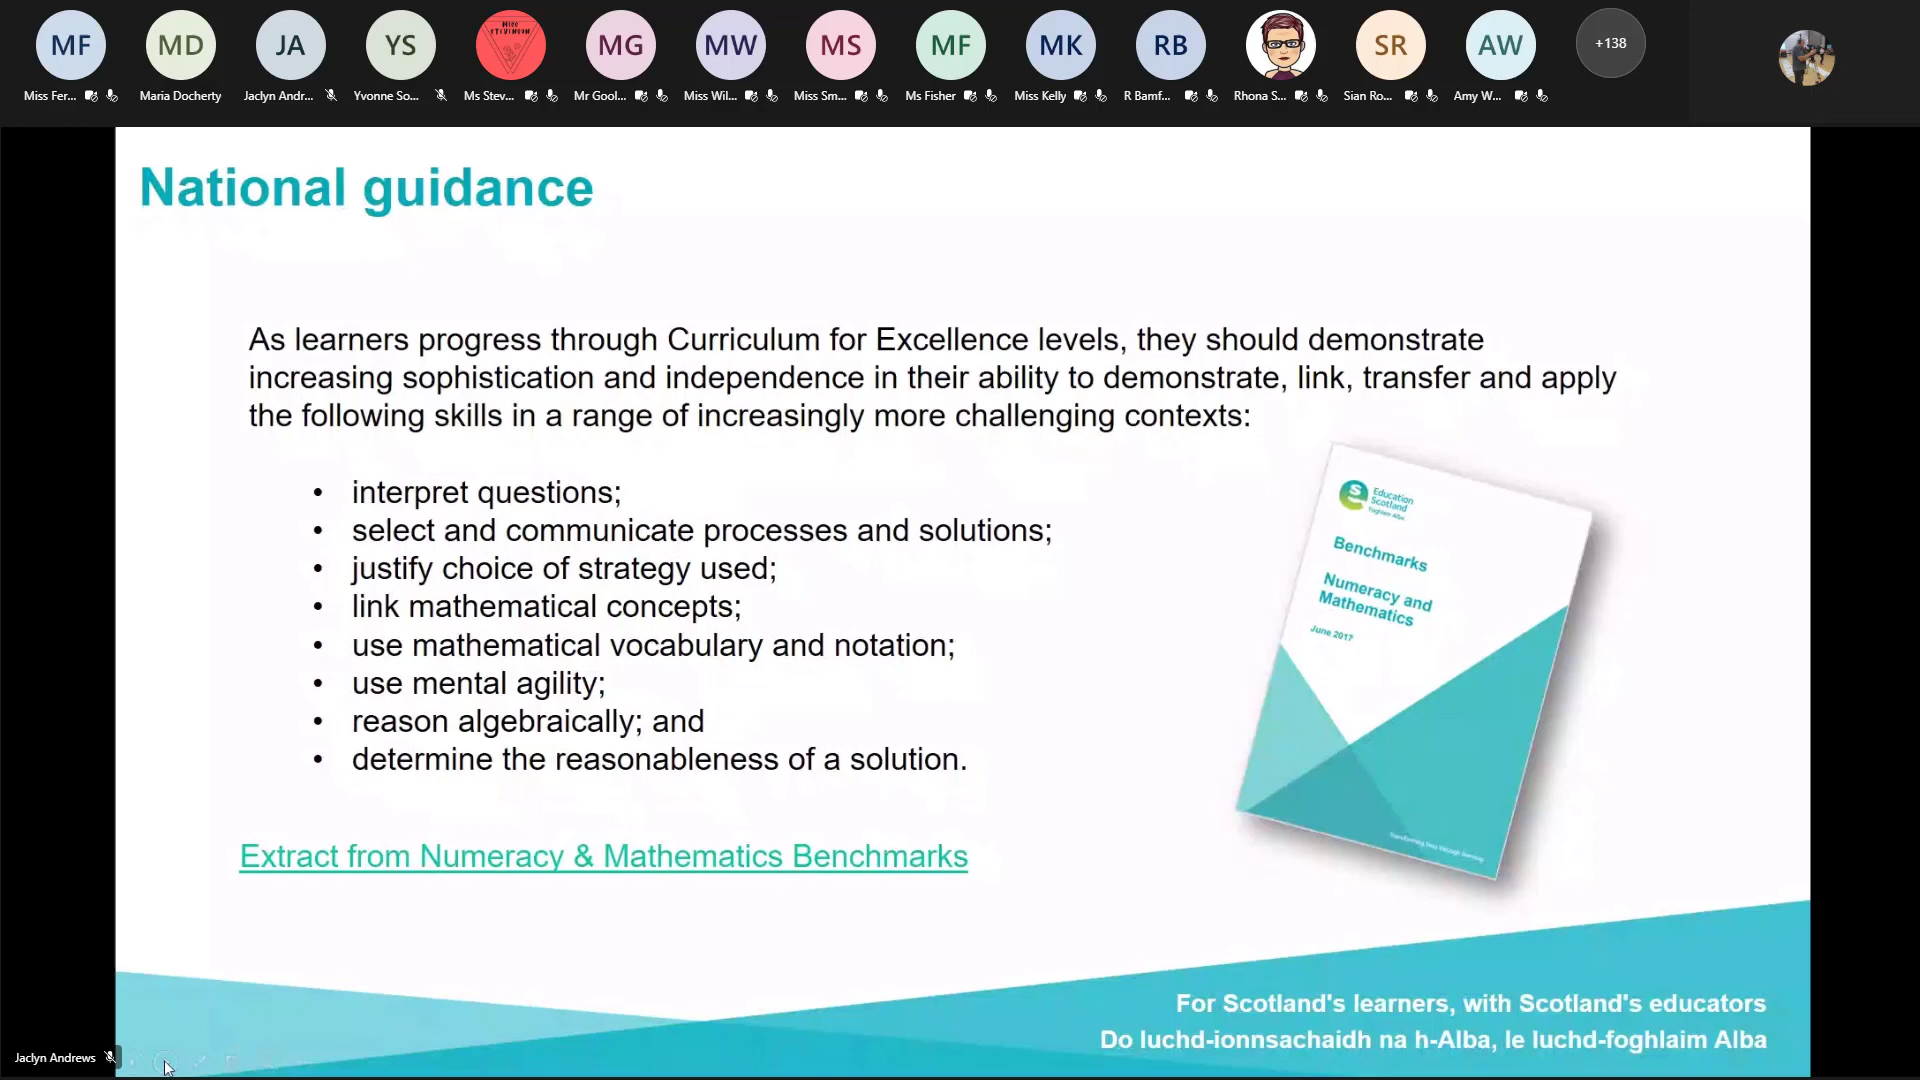 MF MD JA YS MG MW MS MF MK RB SR AW +138
Miss Fer... Maria Docherty Jaclyn Andr... Yvonne So... Ms Stev... Mr Gool... Miss Wil... Miss Sm... Ms Fisher Miss Kelly R Bamf... Rhona S... Sian Ro... Amy W...
National guidance
As learners progress through Curriculum for Excellence levels, they should demonstrate
increasing sophistication and independence in their ability to demonstrate, link, transfer and apply
the following skills in a range of increasingly more challenging contexts:
• interpret questions;
• select and communicate processes and solutions;
• justify choice of strategy used;
• link mathematical concepts;
• use mathematical vocabulary and notation;
• use mental agility;
• reason algebraically; and
• determine the reasonableness of a solution.
Education
Scotland
Foghlam Alba
Benchmarks
Numeracy and
Mathematics
June 2017
Extract from Numeracy & Mathematics Benchmarks
For Scotland's learners, with Scotland's educators
Do luchd-ionnsachaidh na h-Alba, le luchd-foghlaim Alba
Jaclyn Andrews